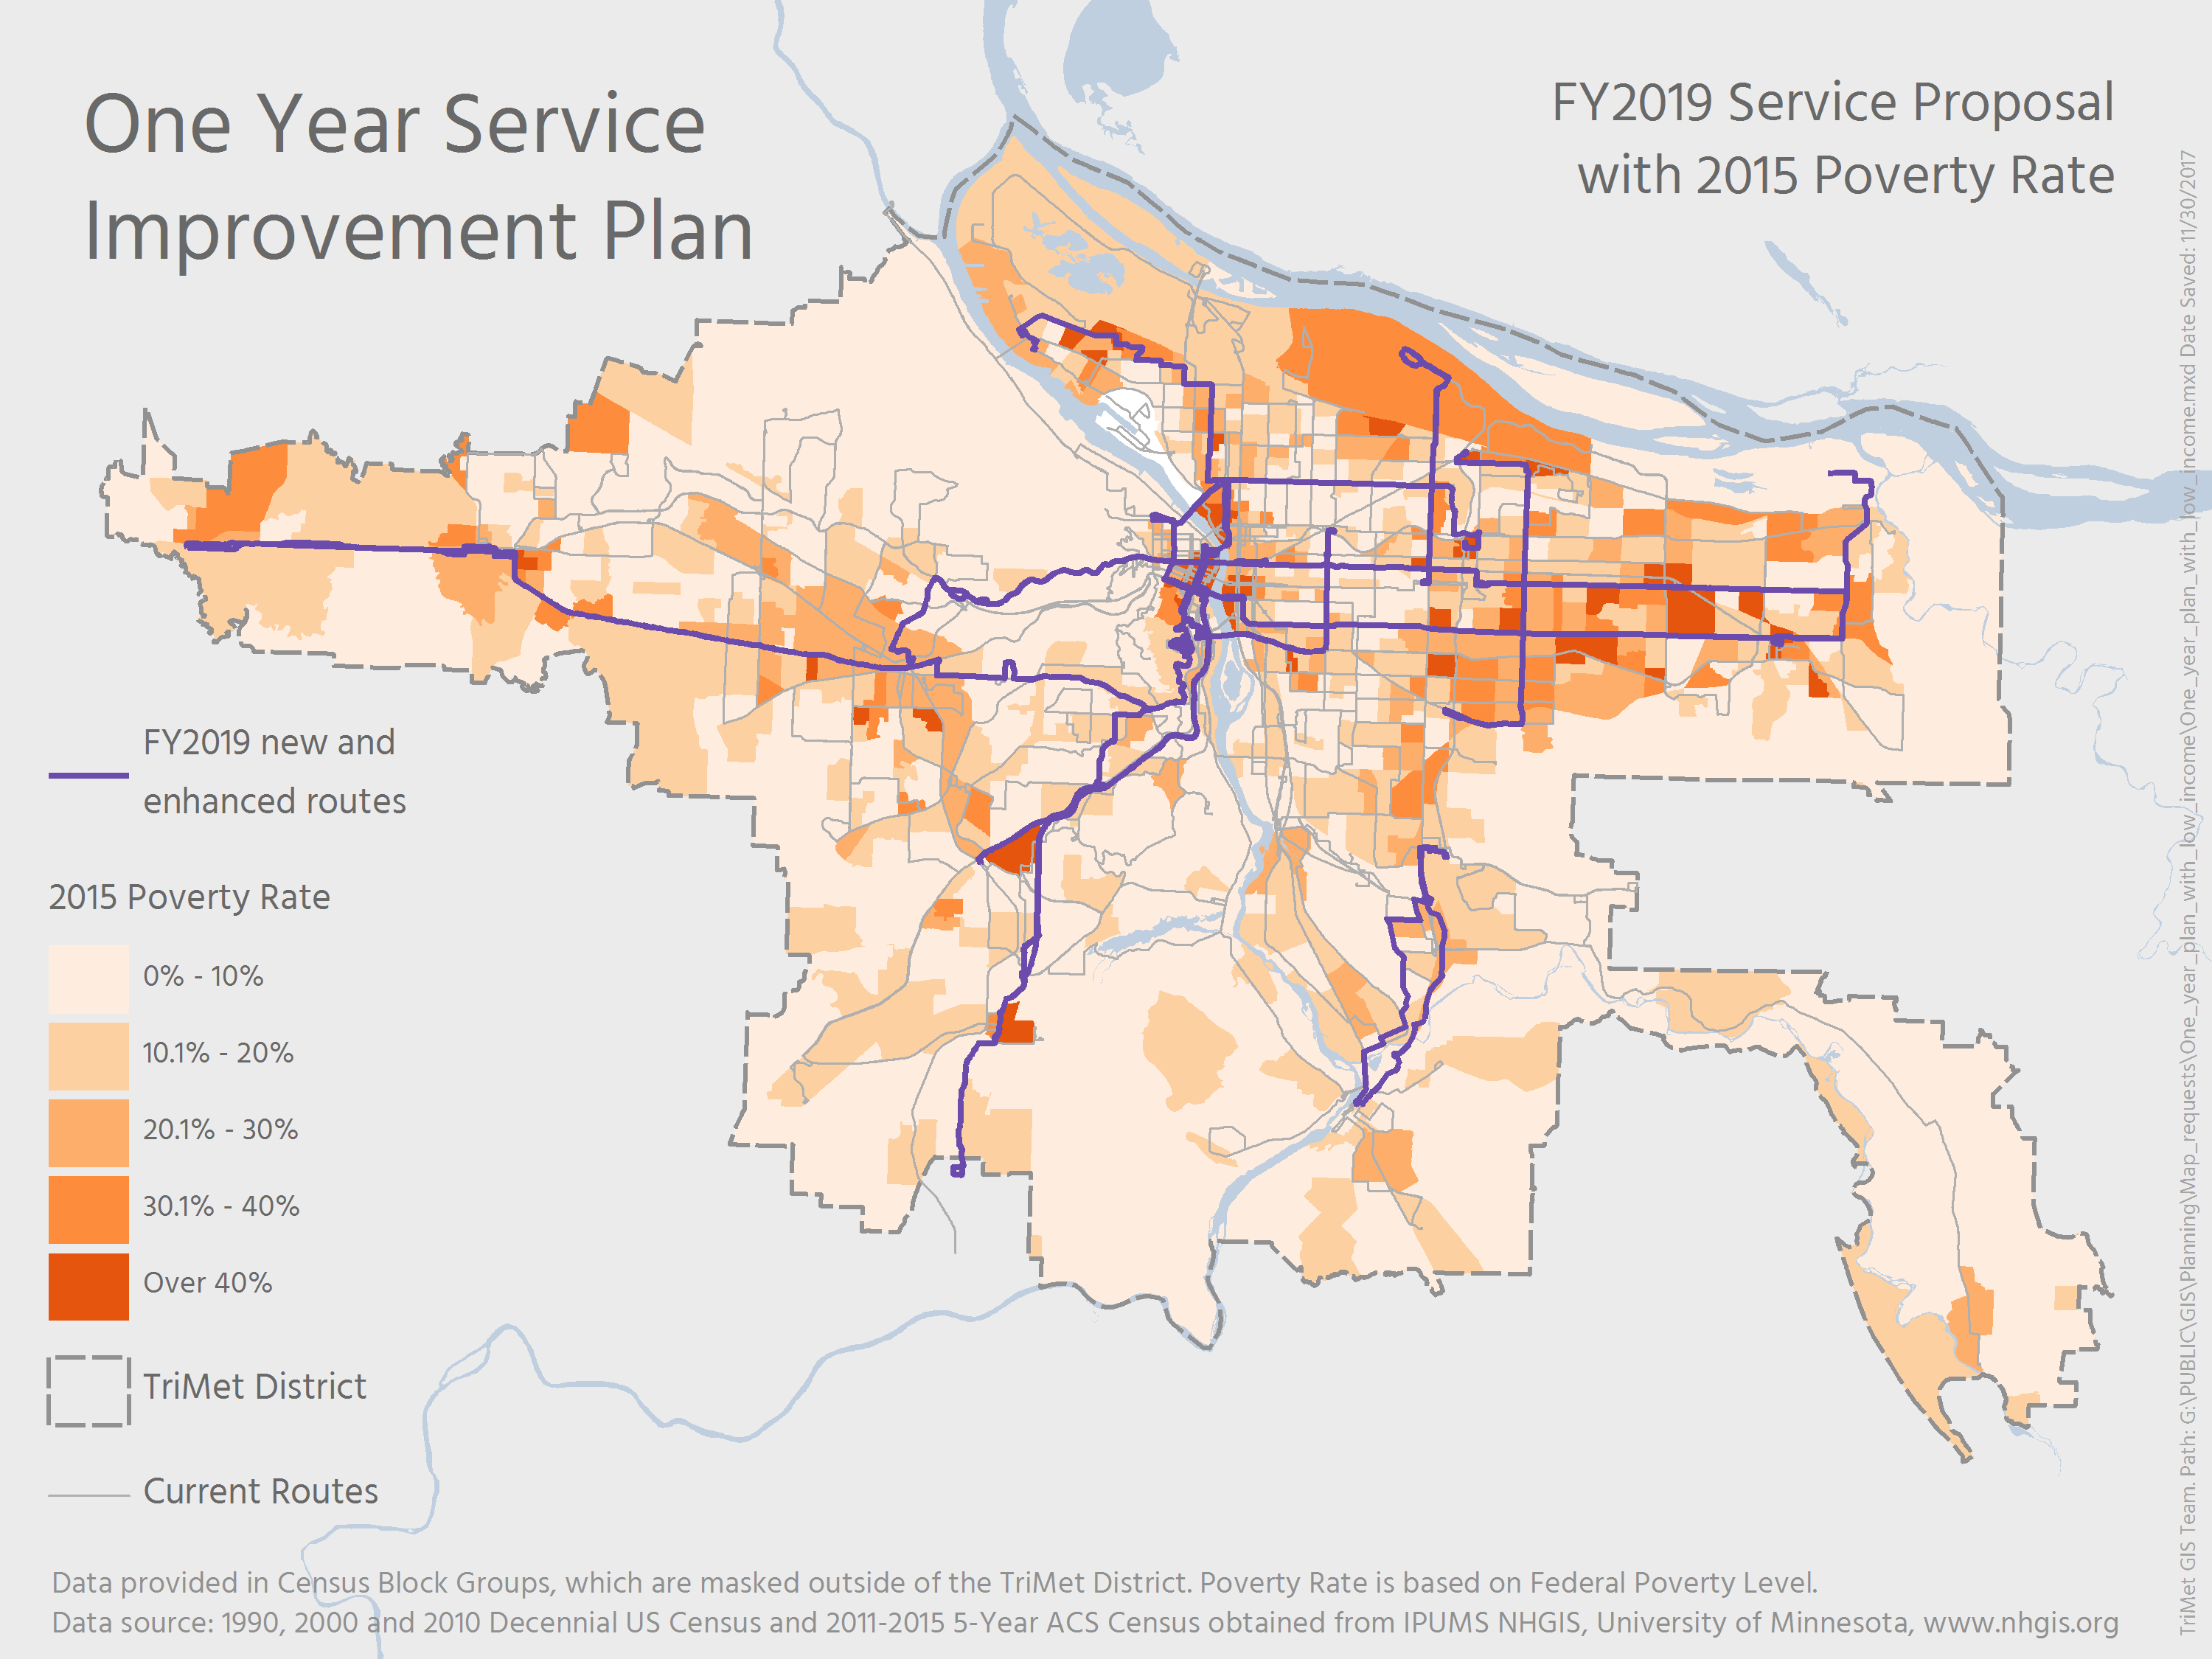 One Year Service
Improvement Plan
FY2019 Service Proposal
with 2015 Poverty Rate
FY2019 new and
enhanced routes
2015 Poverty Rate
0% - 10%
10.1% - 20%
20.1% - 30%
30.1% - 40%
Over 40%
TriMet District
Current Routes
Data provided in Census Block Groups, which are masked outside of the TriMet District. Poverty Rate is based on Federal Poverty Level.
Data source: 1990, 2000 and 2010 Decennial US Census and 2011-2015 5-Year ACS Census obtained from IPUMS NHGIS, University of Minnesota, www.nhgis.org
TriMet GIS Team. Path: G:\PUBLIC\GIS\Planning\Map_requests\One_year_plan_with_low_income\One_year_plan_with_low_income.mxd Date Saved: 11/30/2017